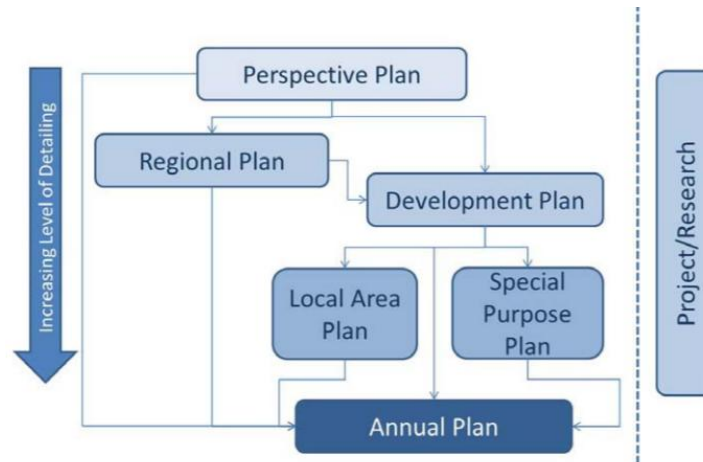 Perspective Plan
Increasing Level of Detailing
Regional Plan
Development Plan
Local Area
Plan
Special
Purpose
Plan
Annual Plan
Project/Research